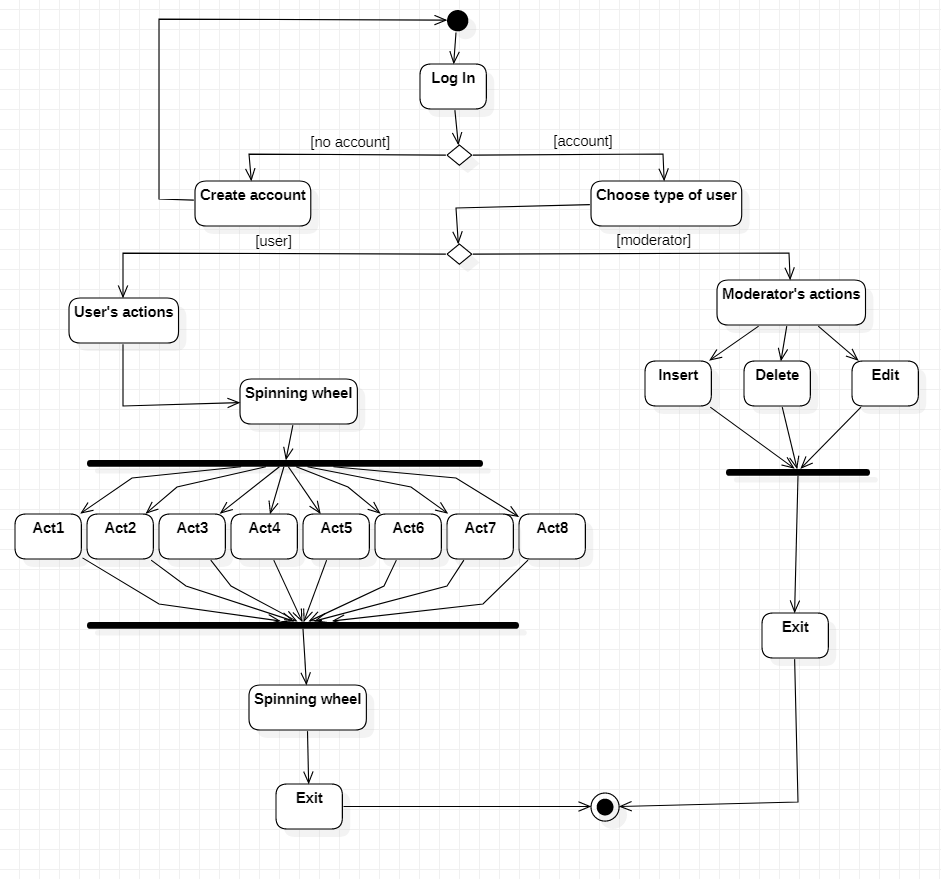 Log In
[no account]
[account]
Create account
Choose type of user
[user]
[moderator]
User's actions
Moderator's actions
Insert
Delete
Edit
Spinning wheel
Act1
Act2
Act3
Act4
Act5
Act6
Act7
Act8
Exit
Spinning wheel
Exit